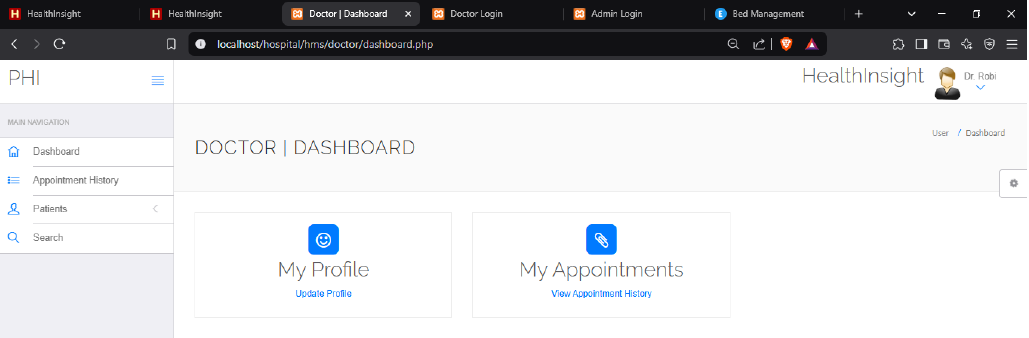 HealthInsight
HealthInsight
Doctor | Dashboard
Doctor Login
Admin Login
Bed Management
localhost/hospital/hms/doctor/dashboard.php
PHI
HealthInsight
Dr. Robi
MAIN NAVIGATION
Dashboard
Appointment History
Patients
Search
DOCTOR | DASHBOARD
User / Dashboard
My Profile
Update Profile
My Appointments
View Appointment History